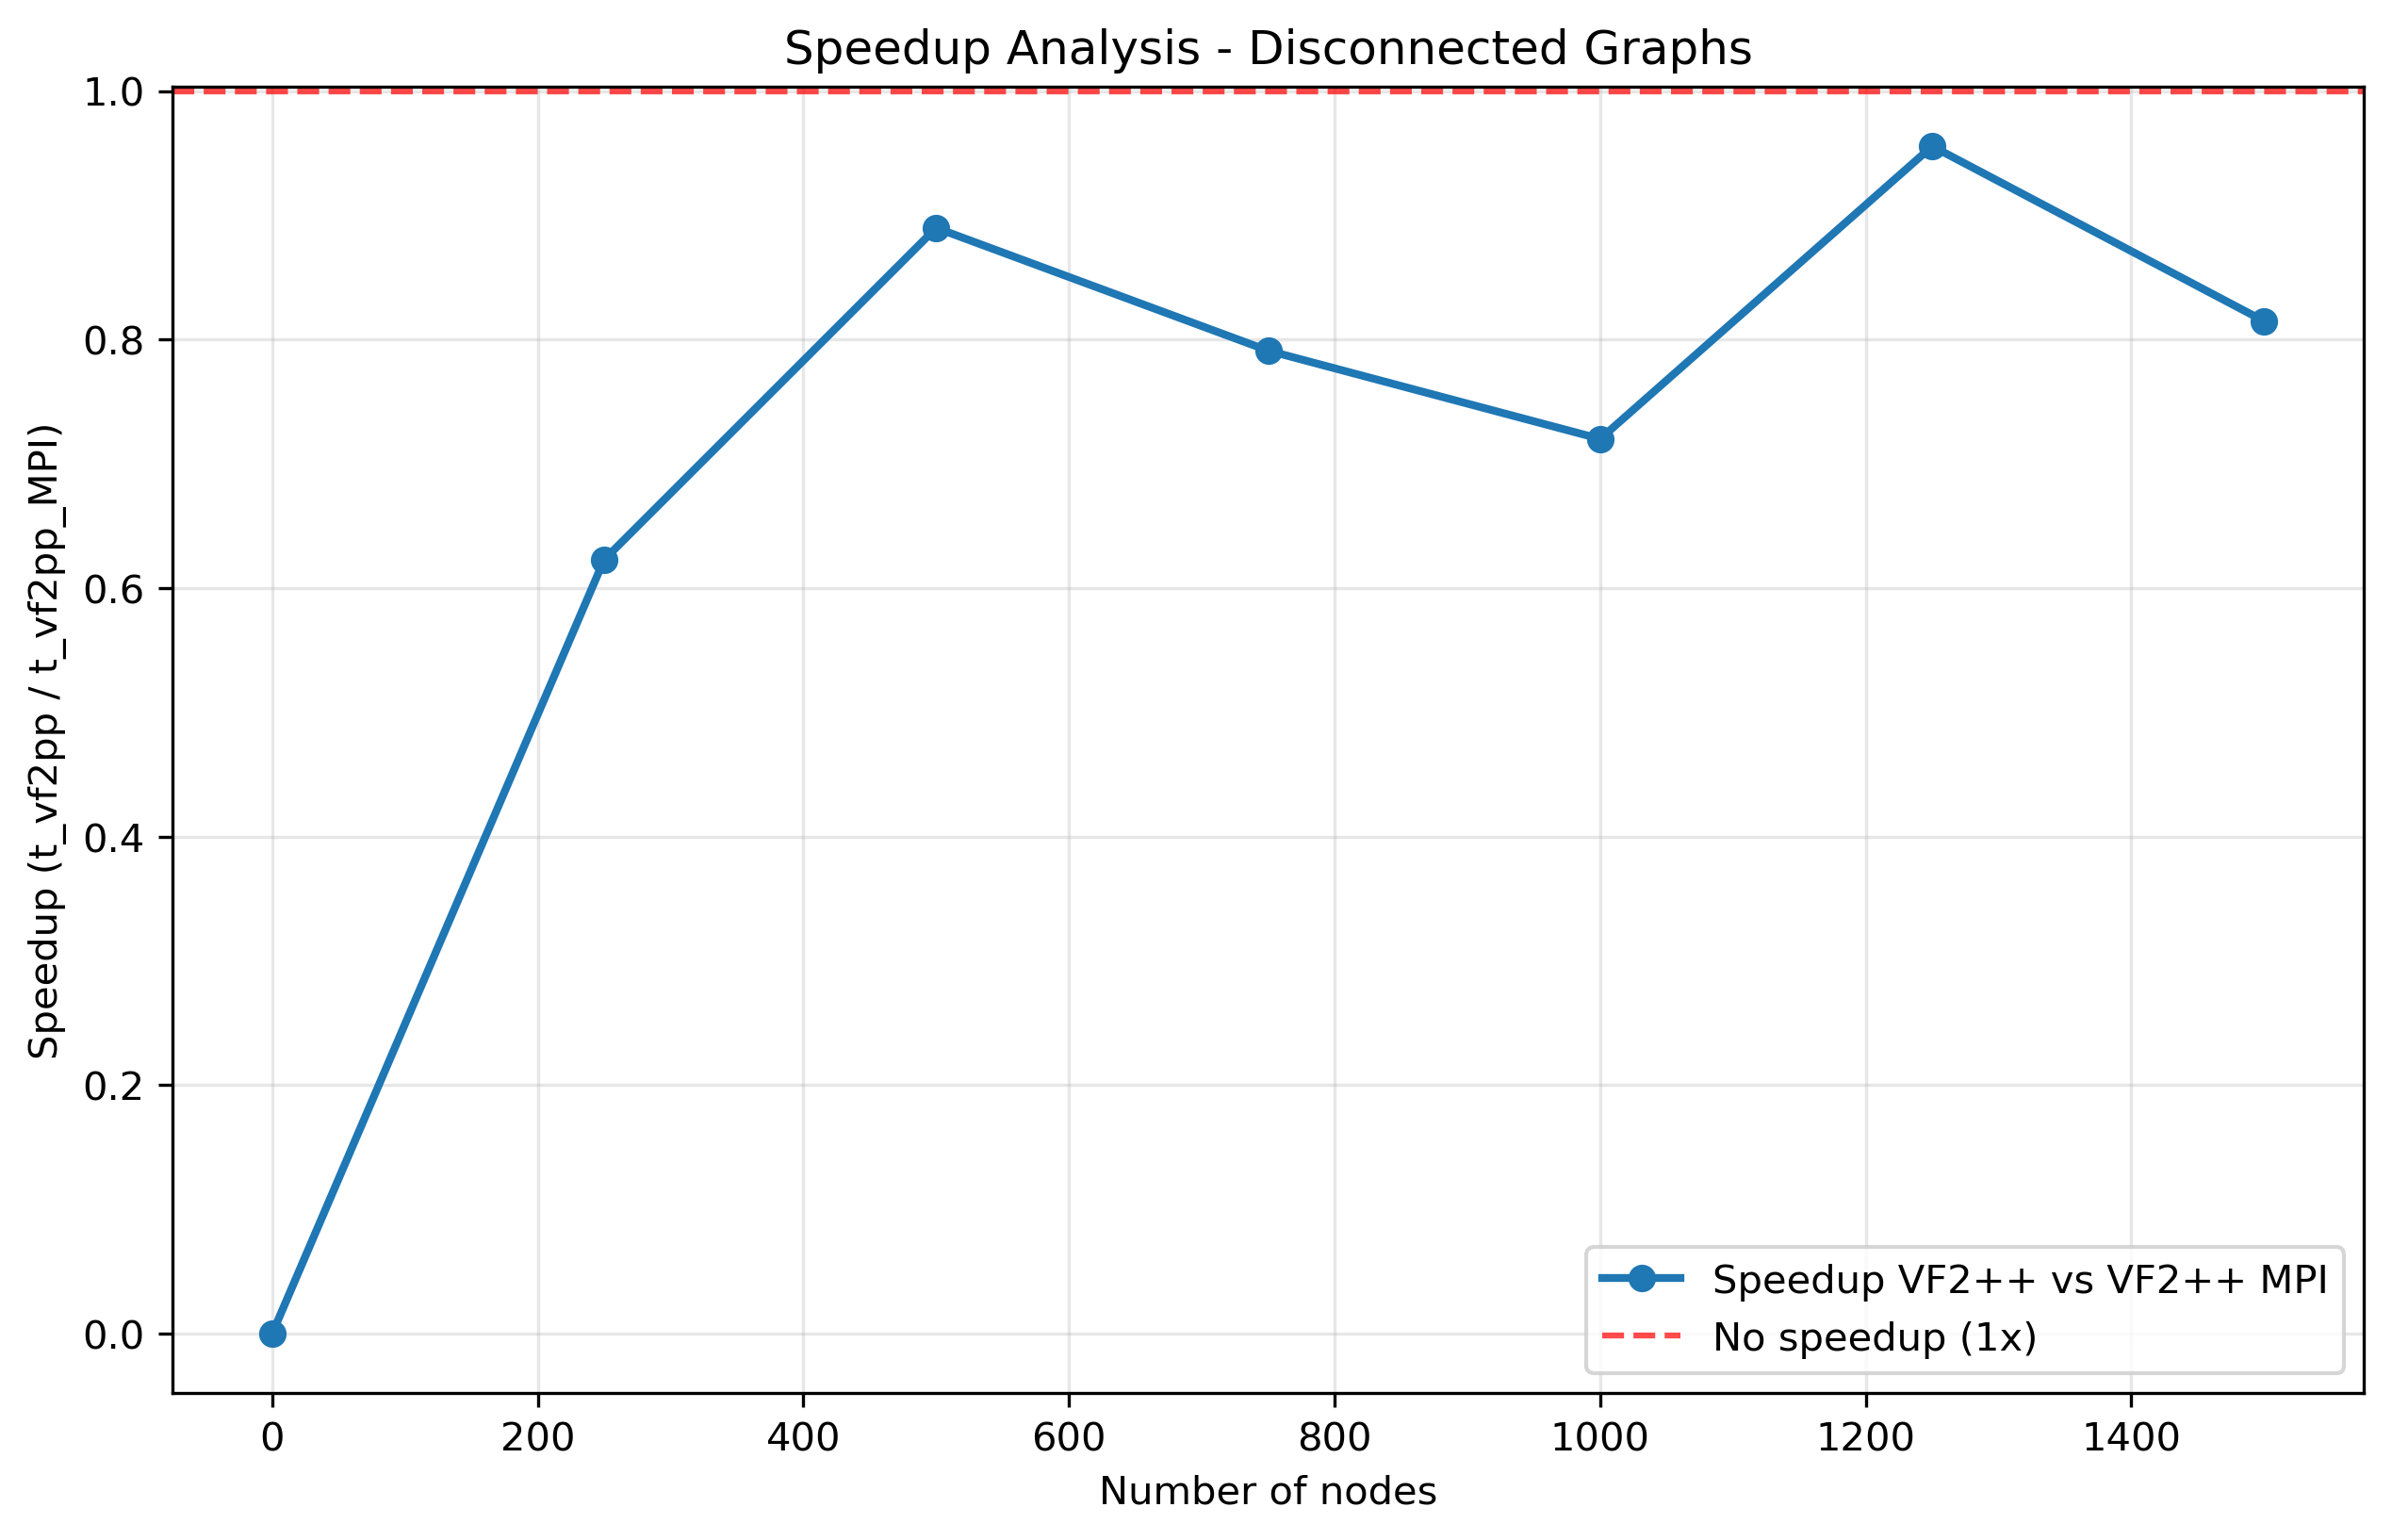 Speedup Analysis - Disconnected Graphs
Speedup (t_vf2pp / t_vf2pp_MPI)
1.0
0.8
0.6
0.4
0.2
0.0
0 200 400 600 800 1000 1200 1400
Number of nodes
Speedup VF2++ vs VF2++ MPI
No speedup (1x)